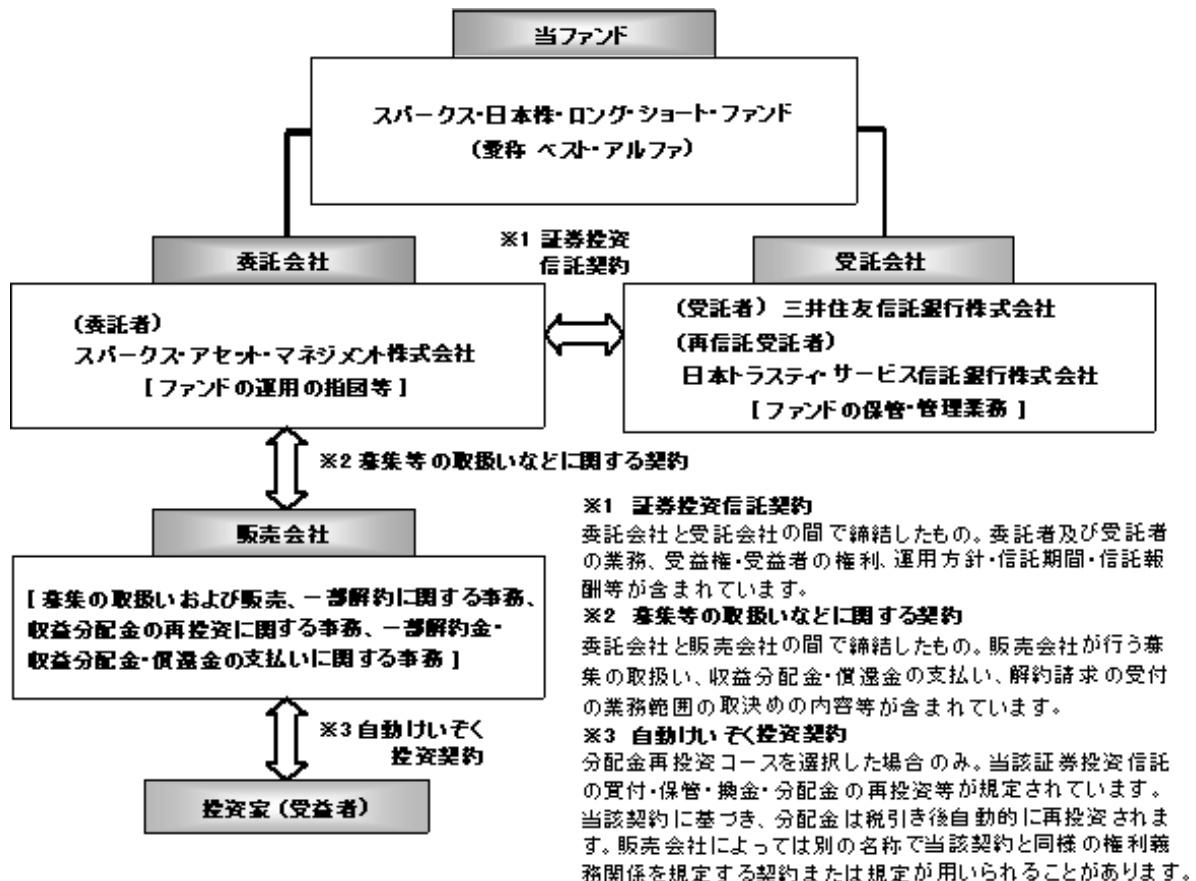 当ファンド
スパークス・日本株・ロング・ショート・ファンド
(愛称 ベスト・アルファ)
※1 証券投資
信託契約
委託会社
(委託者)
スパークス・アセット・マネジメント株式会社
[ファンドの運用の指図等]
受託会社
(受託者) 三井住友信託銀行株式会社
(再信託受託者)
日本トラスティ・サービス信託銀行株式会社
[ファンドの保管・管理業務]
※2 募集等の取扱いなどに関する契約
販売会社
[募集の取扱いおよび販売、一部解約に関する事務、
収益分配金の再投資に関する事務、一部解約金・
収益分配金・償還金の支払いに関する事務]
※3 自動けいぞく
投資契約
投資家(受益者)
※1 証券投資信託契約
委託会社と受託会社の間で締結したもの。委託者及び受託者
の業務、受益権・受益者の権利、運用方針・信託期間・信託報
酬等が含まれています。
※2 募集等の取扱いなどに関する契約
委託会社と販売会社の間で締結したもの。販売会社が行う募
集の取扱い、収益分配金・償還金の支払い、解約請求の受付
の業務範囲の取決めの内容等が含まれています。
※3 自動けいぞく投資契約
分配金再投資コースを選択した場合のみ。当該証券投資信託
の買付・保管・換金・分配金の再投資等が規定されています。
当該契約に基づき、分配金は税引き後自動的に再投資されま
す。販売会社によっては別の名称で当該契約と同様の権利義
務関係を規定する契約または規定が用いられることがあります。